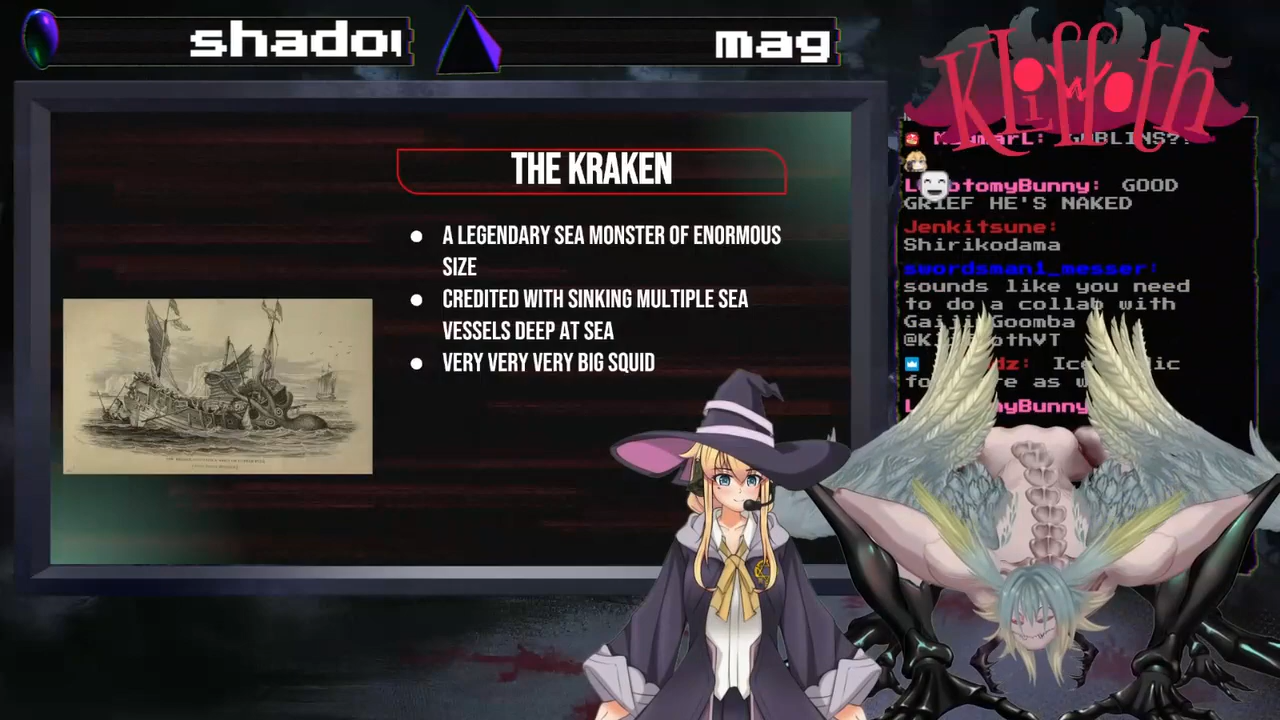 shado
mag
Kliffoth
THE KRAKEN
● A LEGENDARY SEA MONSTER OF ENORMOUS
SIZE
● CREDITED WITH SINKING MULTIPLE SEA
VESSELS DEEP AT SEA
● VERY VERY VERY BIG SQUID
GOOD
GRIEF HE'S NAKED
Jenkitsune:
Shirikodama
swordsman1_messer:
sounds like you need
to do a collab with
Goomba